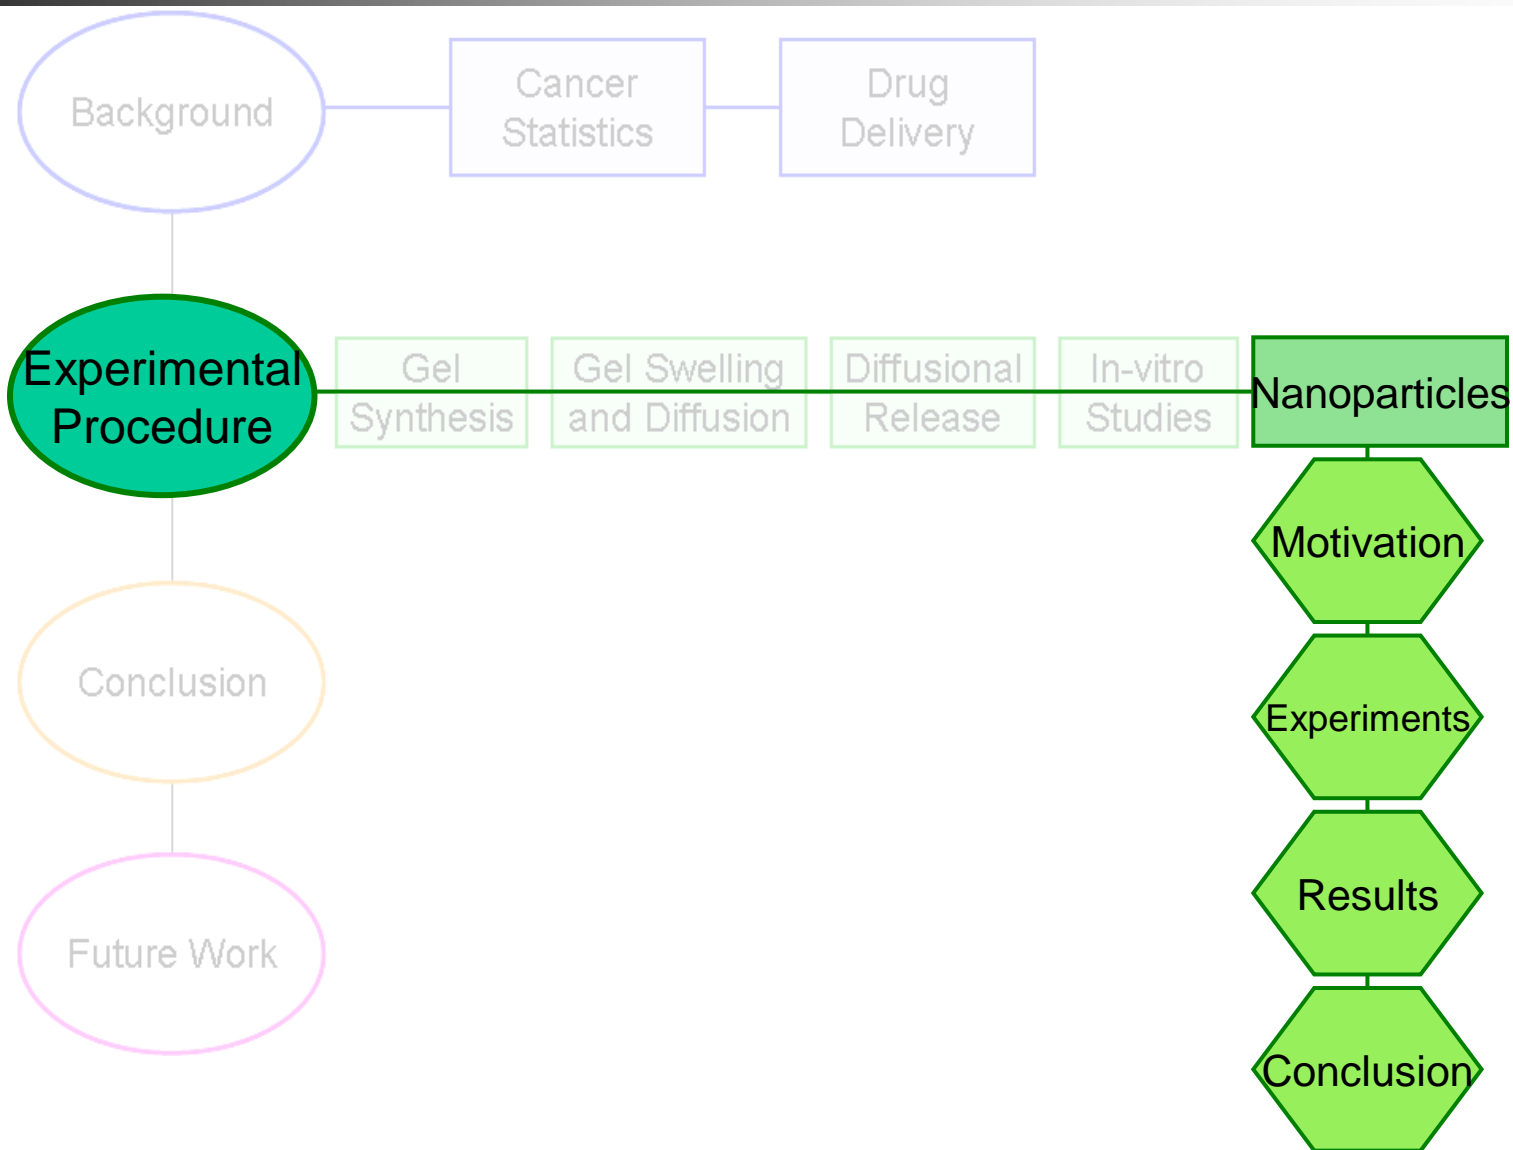 Background
Cancer
Statistics
Drug
Delivery
Experimental
Procedure
Gel
Synthesis
Gel Swelling
and Diffusion
Diffusional
Release
In-vitro
Studies
Nanoparticles
Motivation
Experiments
Results
Conclusion
Conclusion
Future Work